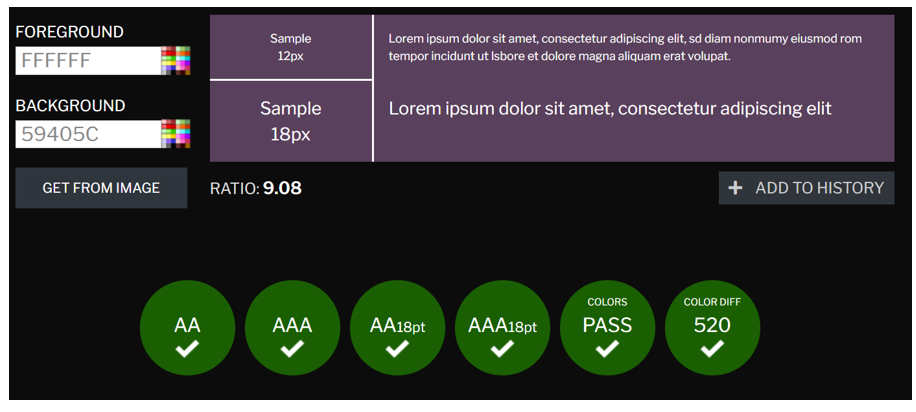 FOREGROUND
FFFFFF
BACKGROUND
59405C
GET FROM IMAGE
Sample
12px
Lorem ipsum dolor sit amet, consectetur adipiscing elit, sd diam nonmumy eiusmod rom
tempor incidunt ut lsbore et dolore magna aliquam erat volupat.
Sample
18px
Lorem ipsum dolor sit amet, consectetur adipiscing elit
RATIO: 9.08
ADD TO HISTORY
AA
AAA
AA18pt
AAA18pt
COLORS
PASS
COLOR DIFF
520